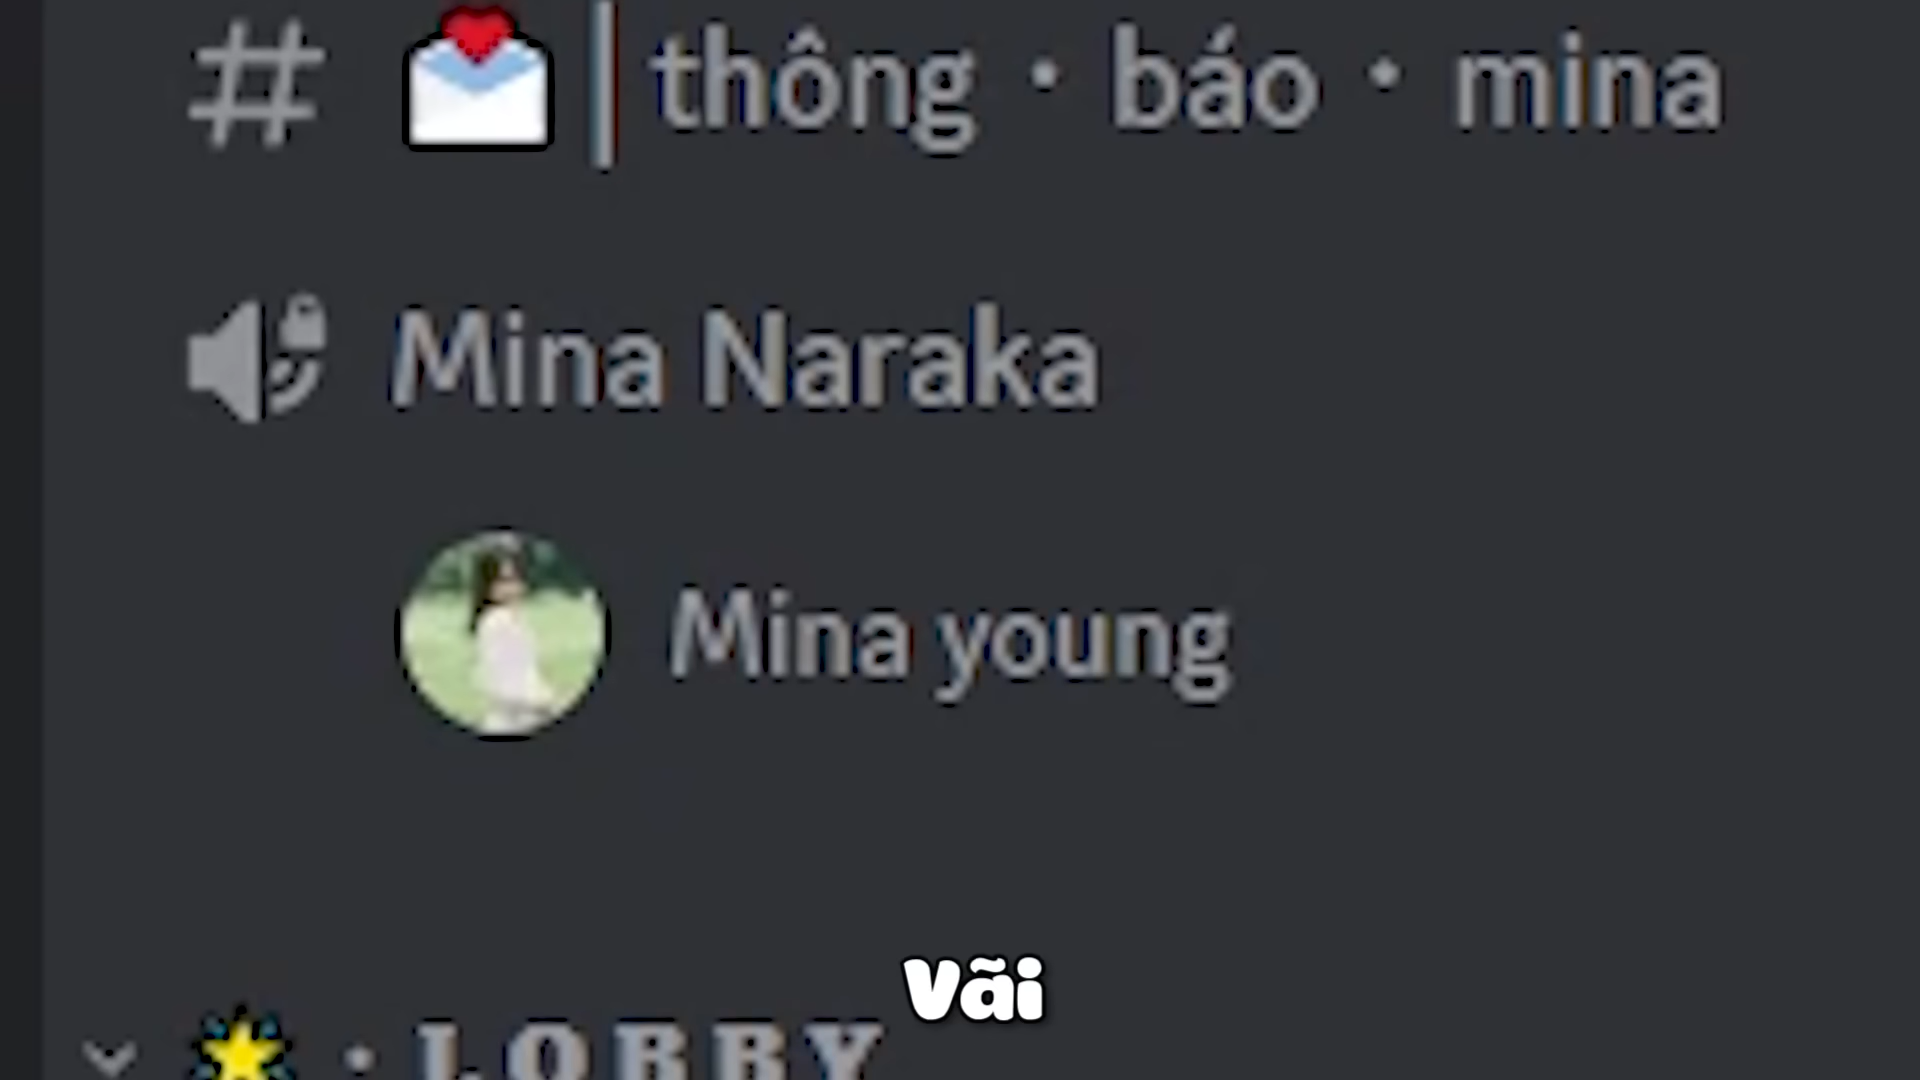 # 💌 | thông • báo • mina
Mina Naraka
Mina young
Vãi
🌟 • LOBBY